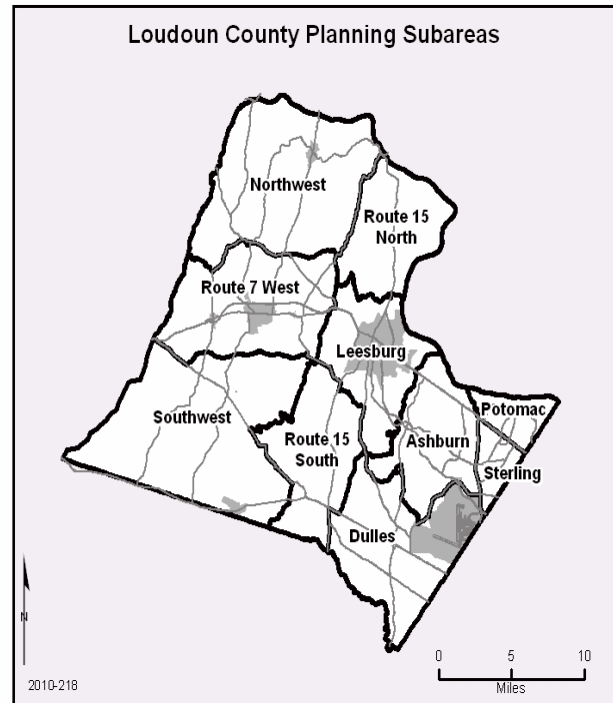 Loudoun County Planning Subareas
Northwest
Route 15
North
Route 7 West
Leesburg
Potomac
Southwest
Ashburn
Route 15
South
Sterling
Dulles
N
0 5 10
Miles
2010-218